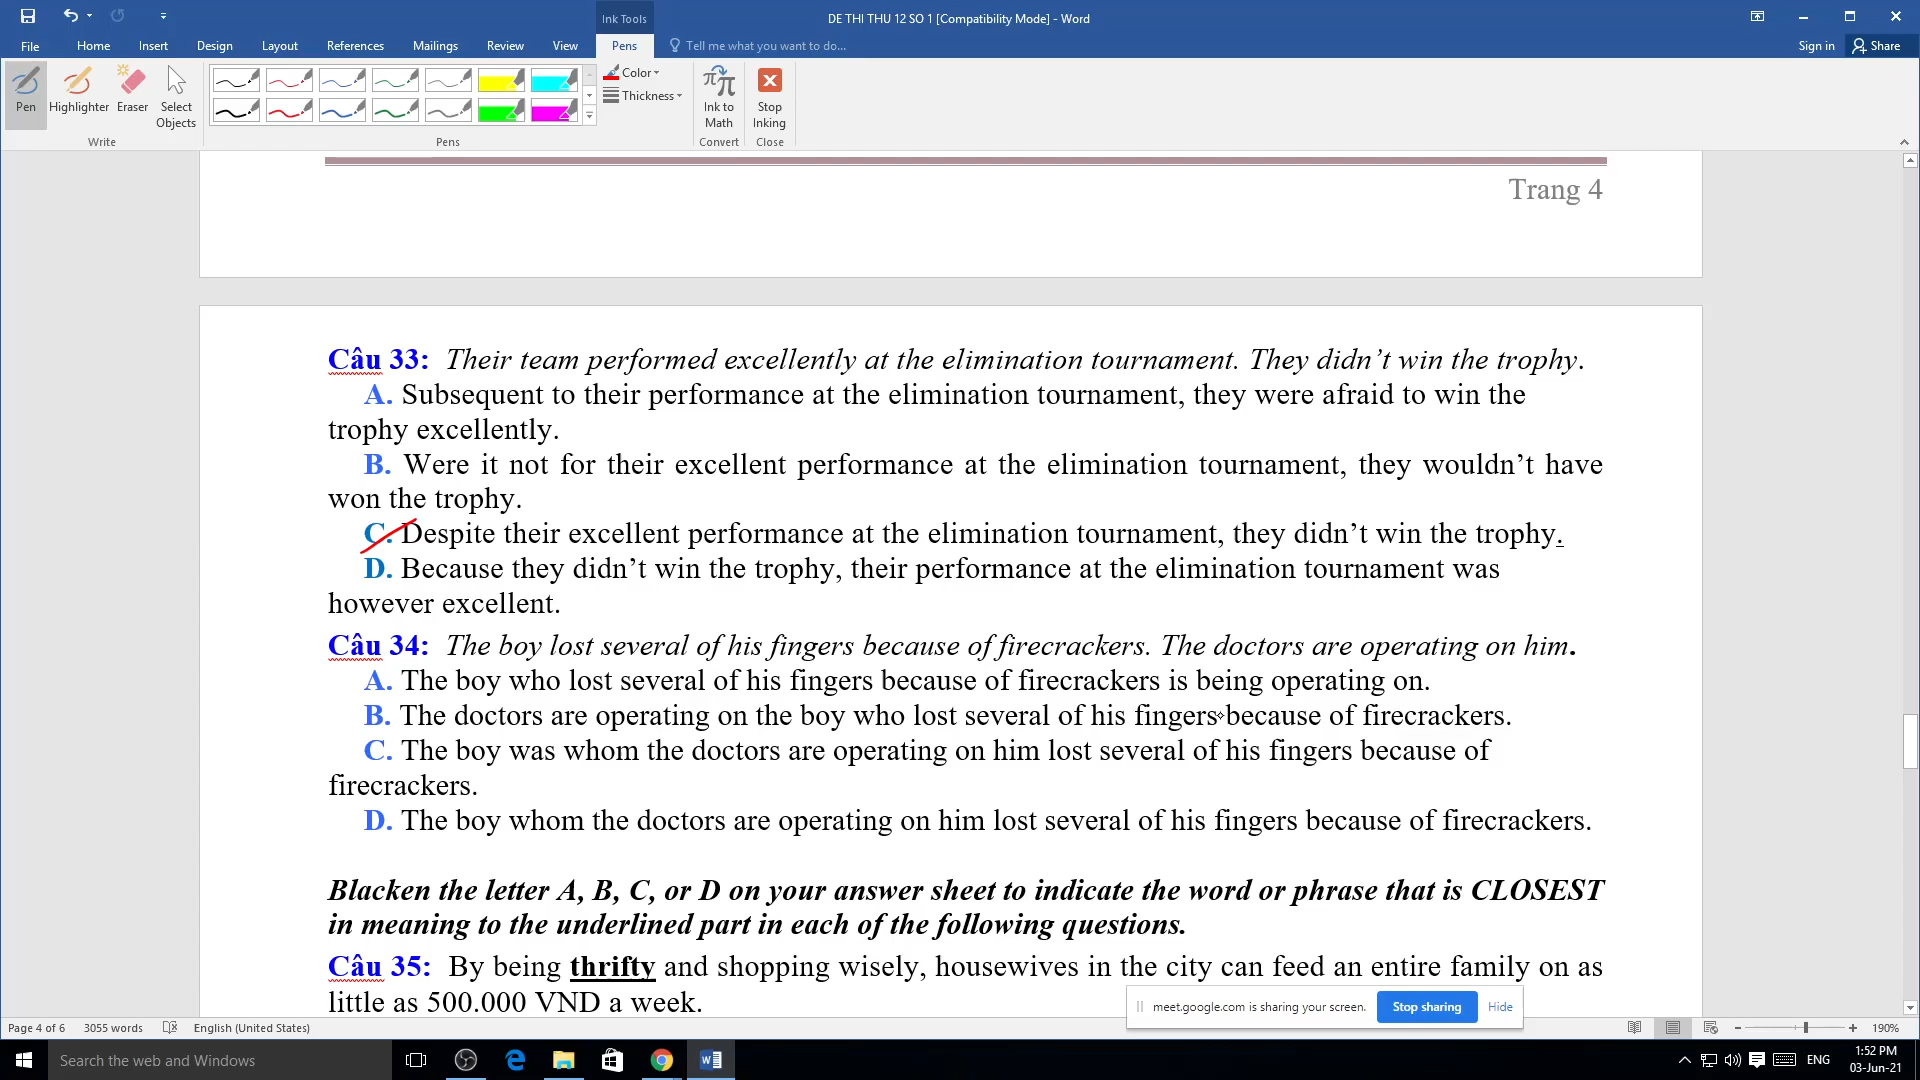 Ink Tools
DE THI THU 12 SO 1 [Compatibility Mode] - Word
File Home Insert Design Layout References Mailings Review View Pens Tell me what you want to do... Sign in Share
Pen Highlighter Eraser Select Objects
Color
Thickness
Ink to Math
Stop Inking
Write Pens Convert Close
Trang 4
Câu 33: Their team performed excellently at the elimination tournament. They didn’t win the trophy.
A. Subsequent to their performance at the elimination tournament, they were afraid to win the
trophy excellently.
B. Were it not for their excellent performance at the elimination tournament, they wouldn’t have
won the trophy.
C. Despite their excellent performance at the elimination tournament, they didn’t win the trophy.
D. Because they didn’t win the trophy, their performance at the elimination tournament was
however excellent.
Câu 34: The boy lost several of his fingers because of firecrackers. The doctors are operating on him.
A. The boy who lost several of his fingers because of firecrackers is being operating on.
B. The doctors are operating on the boy who lost several of his fingers because of firecrackers.
C. The boy was whom the doctors are operating on him lost several of his fingers because of
firecrackers.
D. The boy whom the doctors are operating on him lost several of his fingers because of firecrackers.
Blacken the letter A, B, C, or D on your answer sheet to indicate the word or phrase that is CLOSEST
in meaning to the underlined part in each of the following questions.
Câu 35: By being thrifty and shopping wisely, housewives in the city can feed an entire family on as
little as 500.000 VND a week.
meet.google.com is sharing your screen. Stop sharing Hide
Page 4 of 6 3055 words English (United States) 190%
Search the web and Windows
ENG
1:52 PM
03-Jun-21